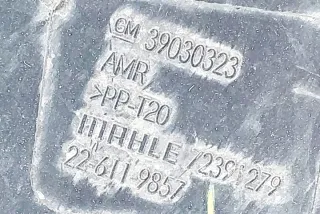 GM 39030323
AMR
>PP-T20
MAHLE /2391279
22-611-9857